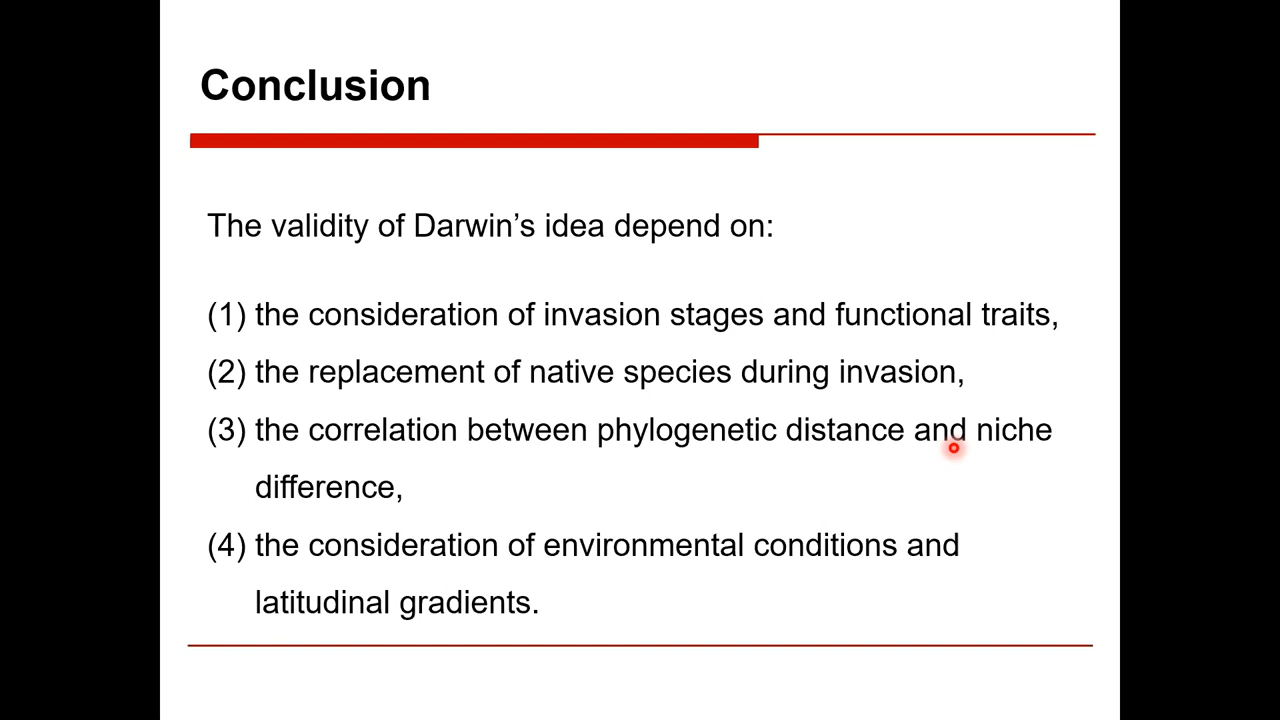 Conclusion
The validity of Darwin’s idea depend on:
(1) the consideration of invasion stages and functional traits,
(2) the replacement of native species during invasion,
(3) the correlation between phylogenetic distance and niche
difference,
(4) the consideration of environmental conditions and
latitudinal gradients.